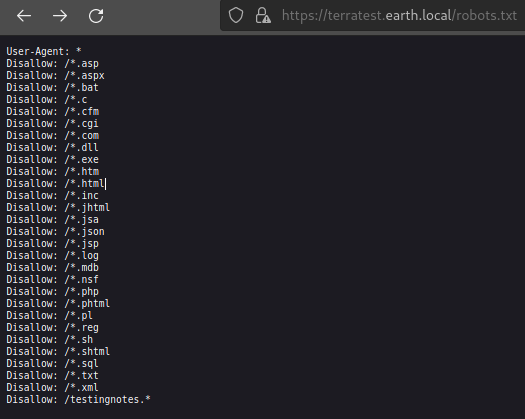 https://terratest.earth.local/robots.txt
User-Agent: *
Disallow: /*.asp
Disallow: /*.aspx
Disallow: /*.bat
Disallow: /*.c
Disallow: /*.cfm
Disallow: /*.cgi
Disallow: /*.com
Disallow: /*.dll
Disallow: /*.exe
Disallow: /*.htm
Disallow: /*.html
Disallow: /*.inc
Disallow: /*.jhtml
Disallow: /*.jsa
Disallow: /*.json
Disallow: /*.jsp
Disallow: /*.log
Disallow: /*.mdb
Disallow: /*.nsf
Disallow: /*.php
Disallow: /*.phtml
Disallow: /*.pl
Disallow: /*.reg
Disallow: /*.sh
Disallow: /*.shtml
Disallow: /*.sql
Disallow: /*.txt
Disallow: /*.xml
Disallow: /testingnotes.*